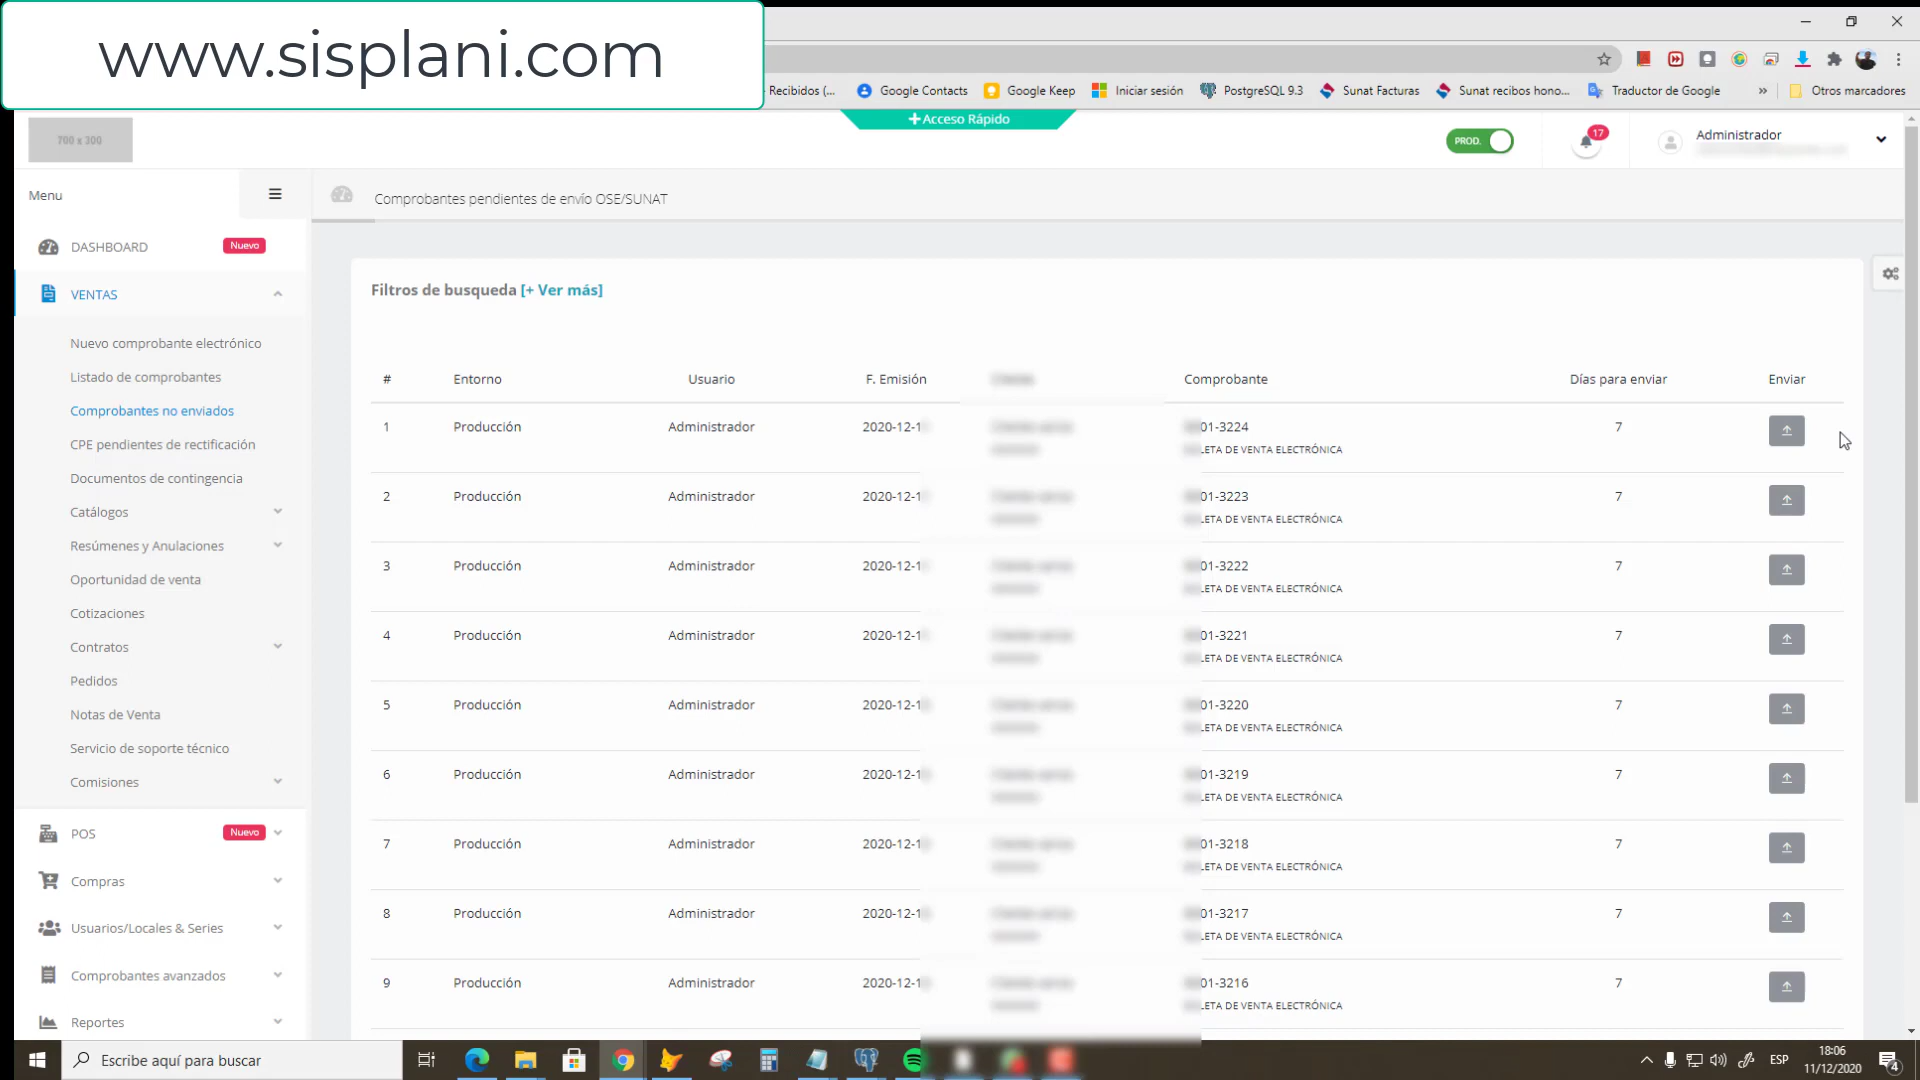 www.sisplani.com
Recibidos (...
Google Contacts
Google Keep
Iniciar sesión
PostgreSQL 9.3
Sunat Facturas
Sunat recibos hono...
Traductor de Google
»
Otros marcadores
700 x 300
+Acceso Rápido
PROD.
17
Administrador
Menu
Comprobantes pendientes de envío OSE/SUNAT
DASHBOARD
Nuevo
VENTAS
Nuevo comprobante electrónico
Listado de comprobantes
Comprobantes no enviados
CPE pendientes de rectificación
Documentos de contingencia
Catálogos
Resúmenes y Anulaciones
Oportunidad de venta
Cotizaciones
Contratos
Pedidos
Notas de Venta
Servicio de soporte técnico
Comisiones
POS
Nuevo
Compras
Usuarios/Locales & Series
Comprobantes avanzados
Reportes
Filtros de busqueda [+ Ver más]
# Entorno Usuario F. Emisión Comprobante Días para enviar Enviar
1 Producción Administrador 2020-12-1 01-3224 7
LETA DE VENTA ELECTRÓNICA
2 Producción Administrador 2020-12-1 01-3223 7
LETA DE VENTA ELECTRÓNICA
3 Producción Administrador 2020-12-1 01-3222 7
LETA DE VENTA ELECTRÓNICA
4 Producción Administrador 2020-12-1 01-3221 7
LETA DE VENTA ELECTRÓNICA
5 Producción Administrador 2020-12-1 01-3220 7
LETA DE VENTA ELECTRÓNICA
6 Producción Administrador 2020-12-1 01-3219 7
LETA DE VENTA ELECTRÓNICA
7 Producción Administrador 2020-12-1 01-3218 7
LETA DE VENTA ELECTRÓNICA
8 Producción Administrador 2020-12-1 01-3217 7
LETA DE VENTA ELECTRÓNICA
9 Producción Administrador 2020-12-1 01-3216 7
LETA DE VENTA ELECTRÓNICA
Escribe aquí para buscar
ESP
18:06
11/12/2020
4